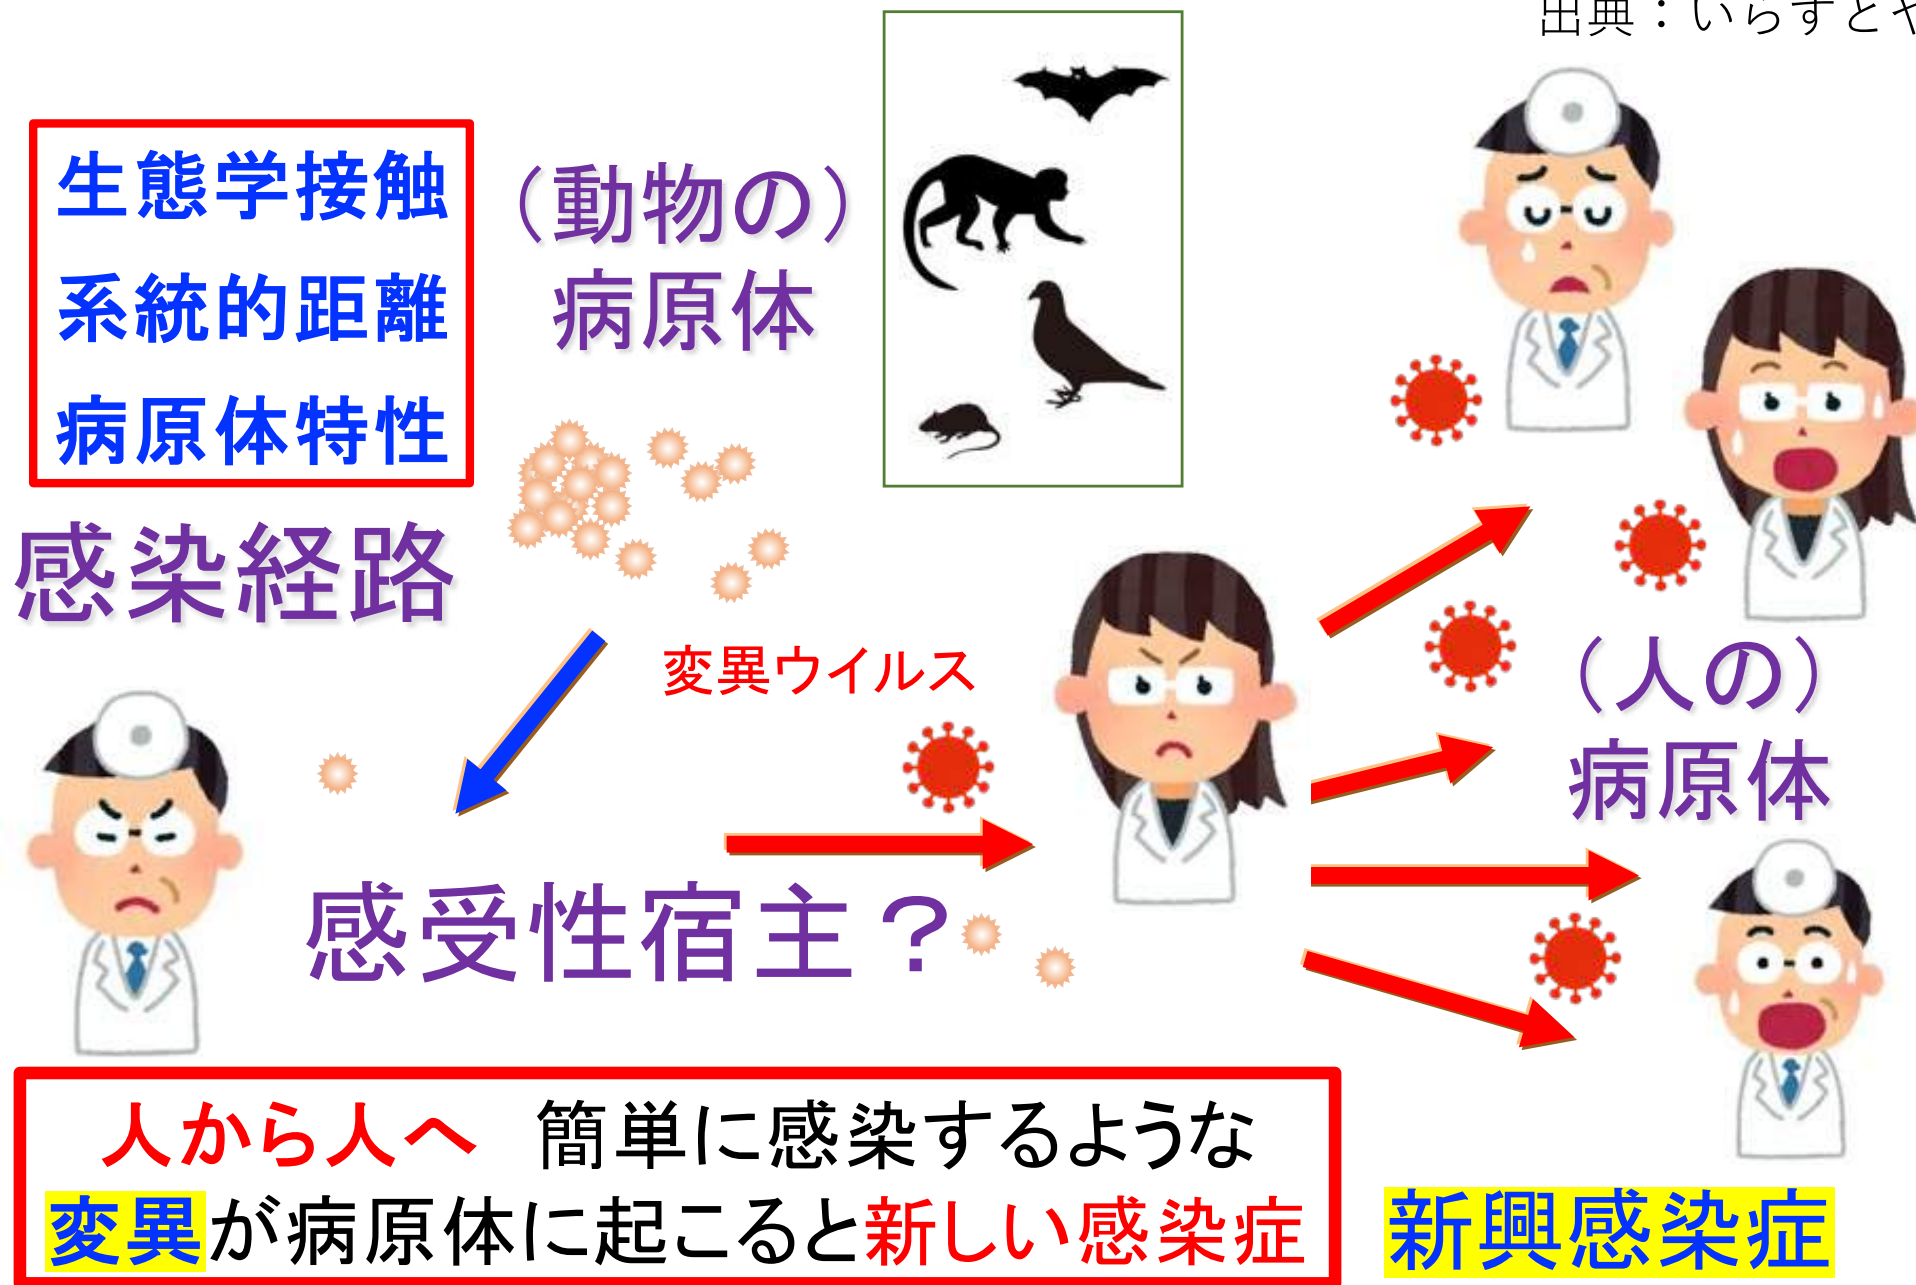 出典：いらすとや
生態学接触
系統的距離
病原体特性
（動物の）
病原体
感染経路
変異ウイルス
（人の）
病原体
感受性宿主？
人から人へ　簡単に感染するような
変異が病原体に起こると新しい感染症
新興感染症